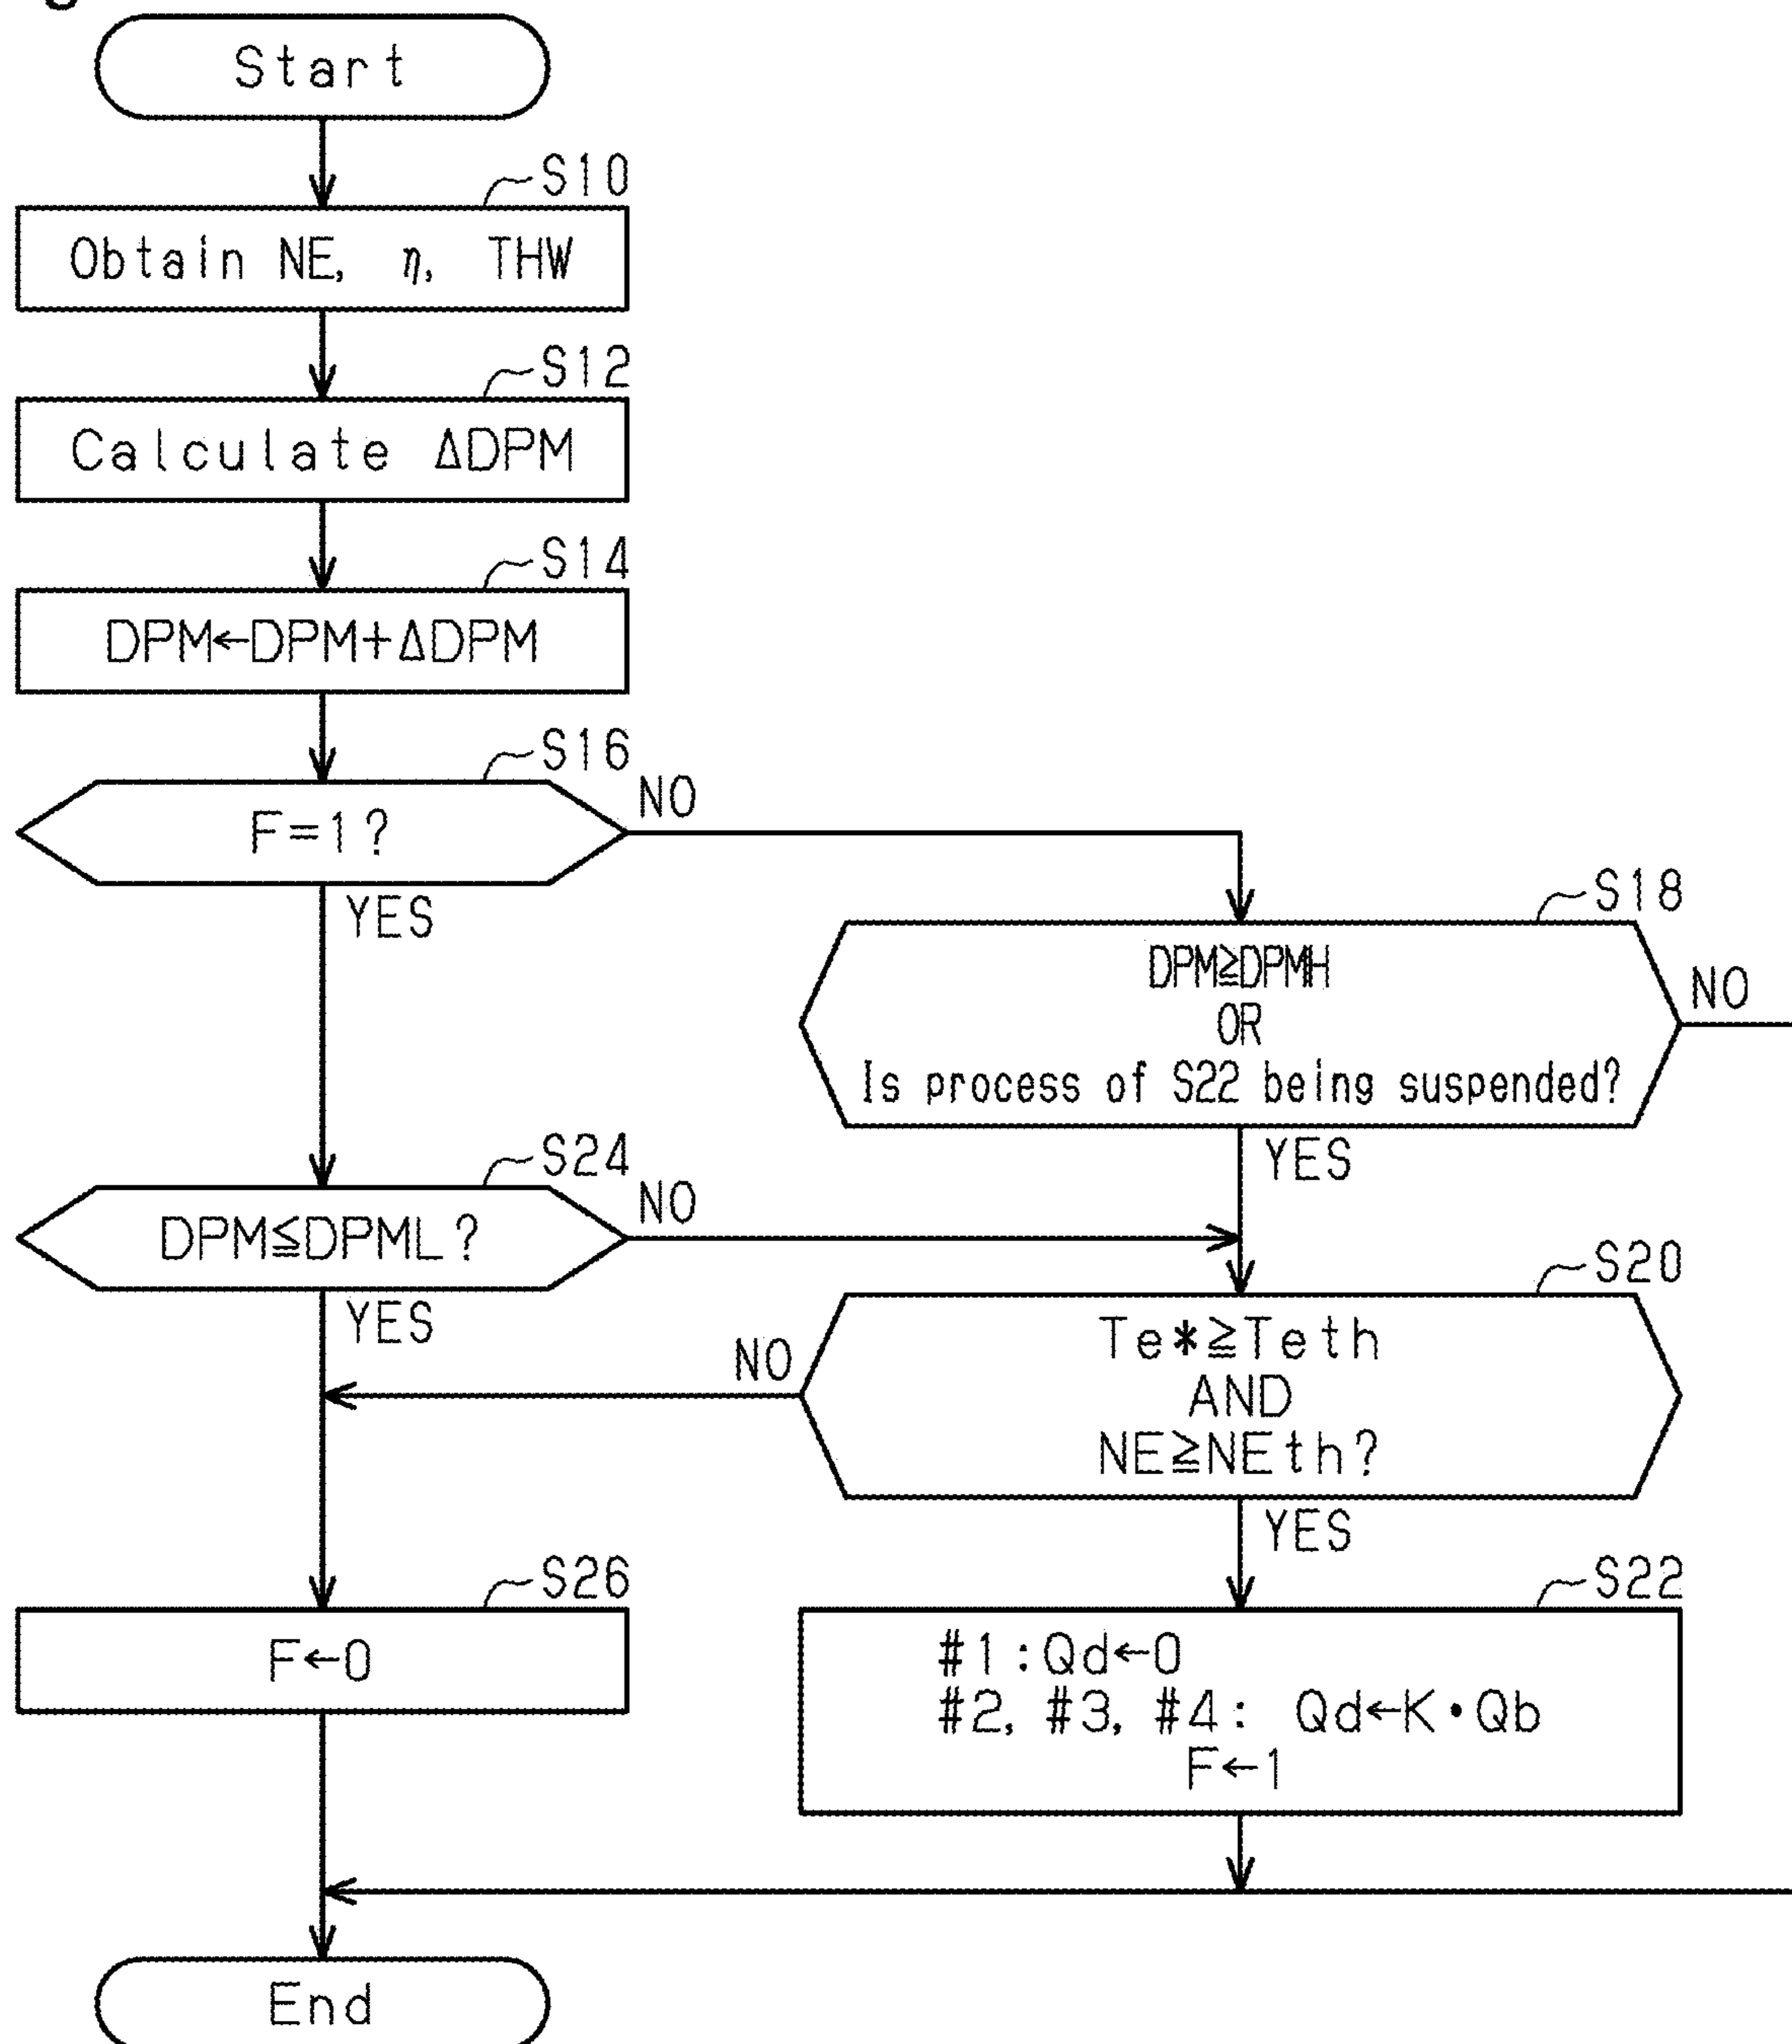 Start
S10
Obtain NE, η, THW
S12
Calculate ΔDPM
S14
DPM←DPM+ΔDPM
S16
F=1?
NO
YES
S18
DPM≧DPMH
OR
Is process of S22 being suspended?
NO
YES
S24
DPM≦DPML?
NO
YES
S20
Te*≧Teth
AND
NE≧NEth?
NO
YES
S26
F←0
S22
#1:Qd←0
#2, #3, #4: Qd←K・Qb
F←1
End